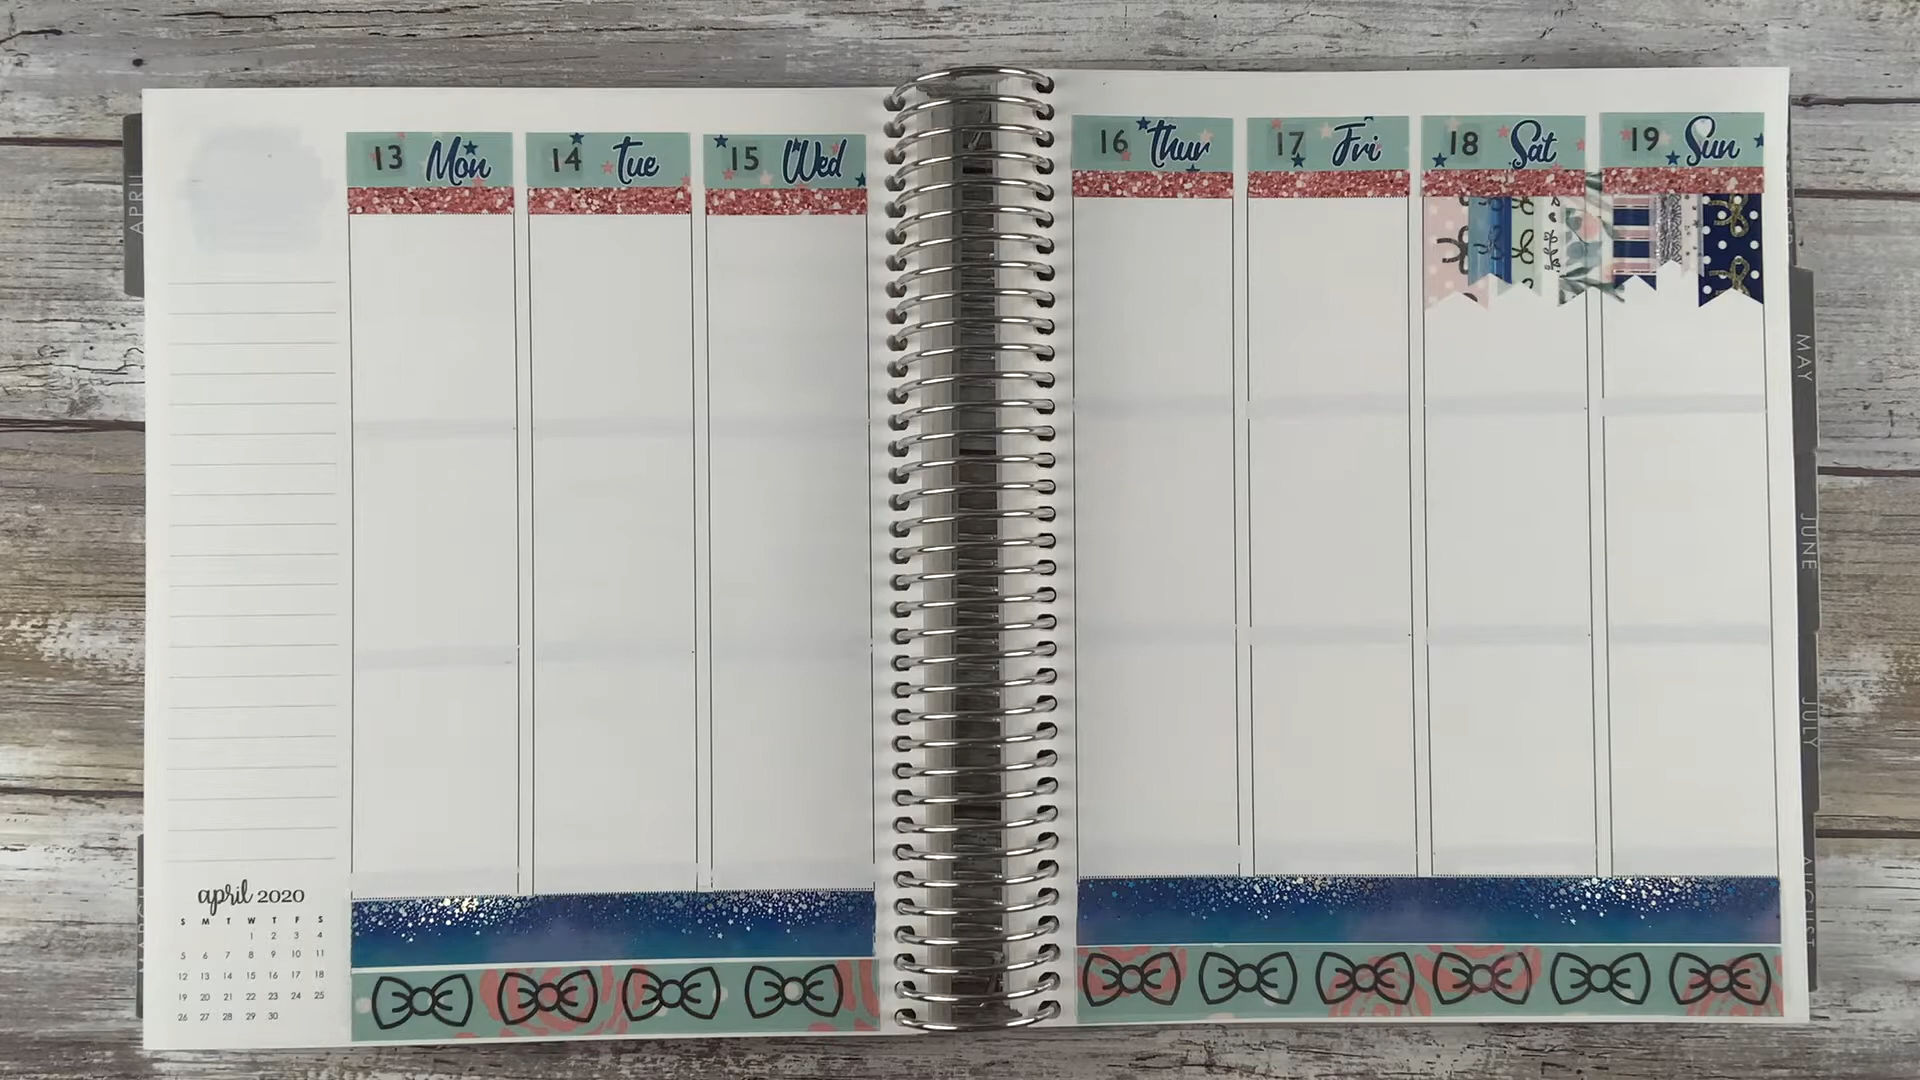 13 Mon
14 tue
15 Wed
16 thur
17 Fri
18 Sat
19 Sun
APRIL
MAY
JUNE
JULY
AUGUST
MARCH
april 2020
S M T W T F S
1 2 3 4
5 6 7 8 9 10 11
12 13 14 15 16 17 18
19 20 21 22 23 24 25
26 27 28 29 30